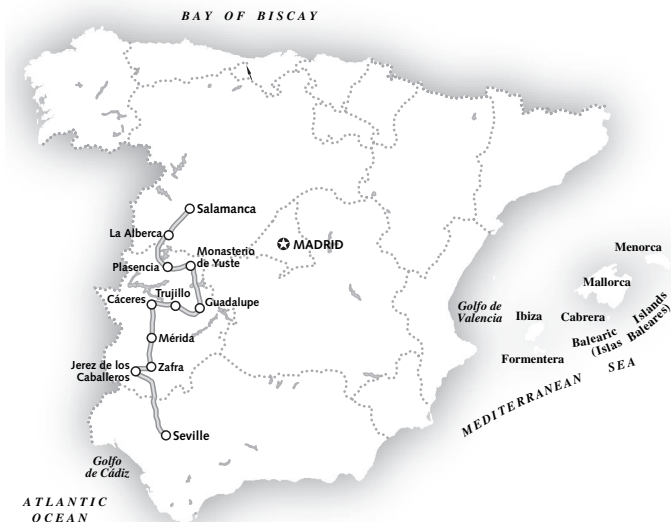 BAY OF BISCAY
Salamanca
La Alberca
MADRID
Monasterio
de Yuste
Plasencia
Menorca
Mallorca
Trujillo
Cáceres
Guadalupe
Golfo de
Valencia
Ibiza
Cabrera
Balearic Islands
(Islas Baleares)
Mérida
Formentera
Jerez de los
Caballeros
Zafra
MEDITERRANEAN SEA
Seville
Golfo
de Cádiz
ATLANTIC
OCEAN